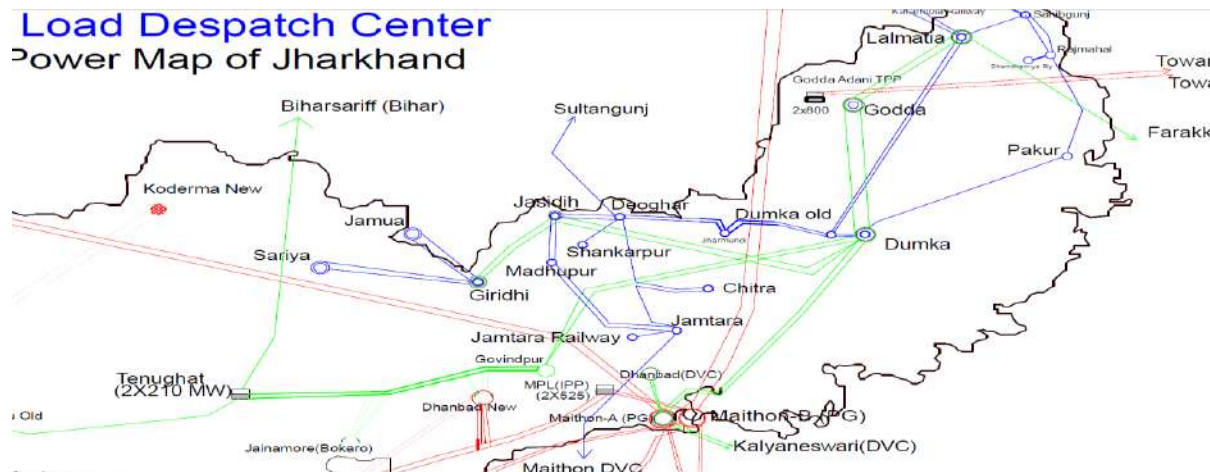 Load Despatch Center
Power Map of Jharkhand
Sahibgunj
Lalmatia
Rajmahal
Towar
Godda Adani TPP
Towa
2x800
Godda
Biharsariff (Bihar)
Sultangunj
Farakk
Pakur
Koderma New
Jasidih
Deoghar
Dumka old
Jamua
Jharmundi
Dumka
Shankarpur
Sariya
Madhupur
Giridhi
Chitra
Jamtara
Jamtara Railway
Govindpur
Tenughat
(2X210 MW)
MPL(IPP)
(2X525)
Dhanbad(DVC)
Dhanbad New
u Old
Maithon-A (PG)
Maithon-B (PG)
Jainamore(Bokaro)
Kalyaneswari(DVC)
Maithon DVC